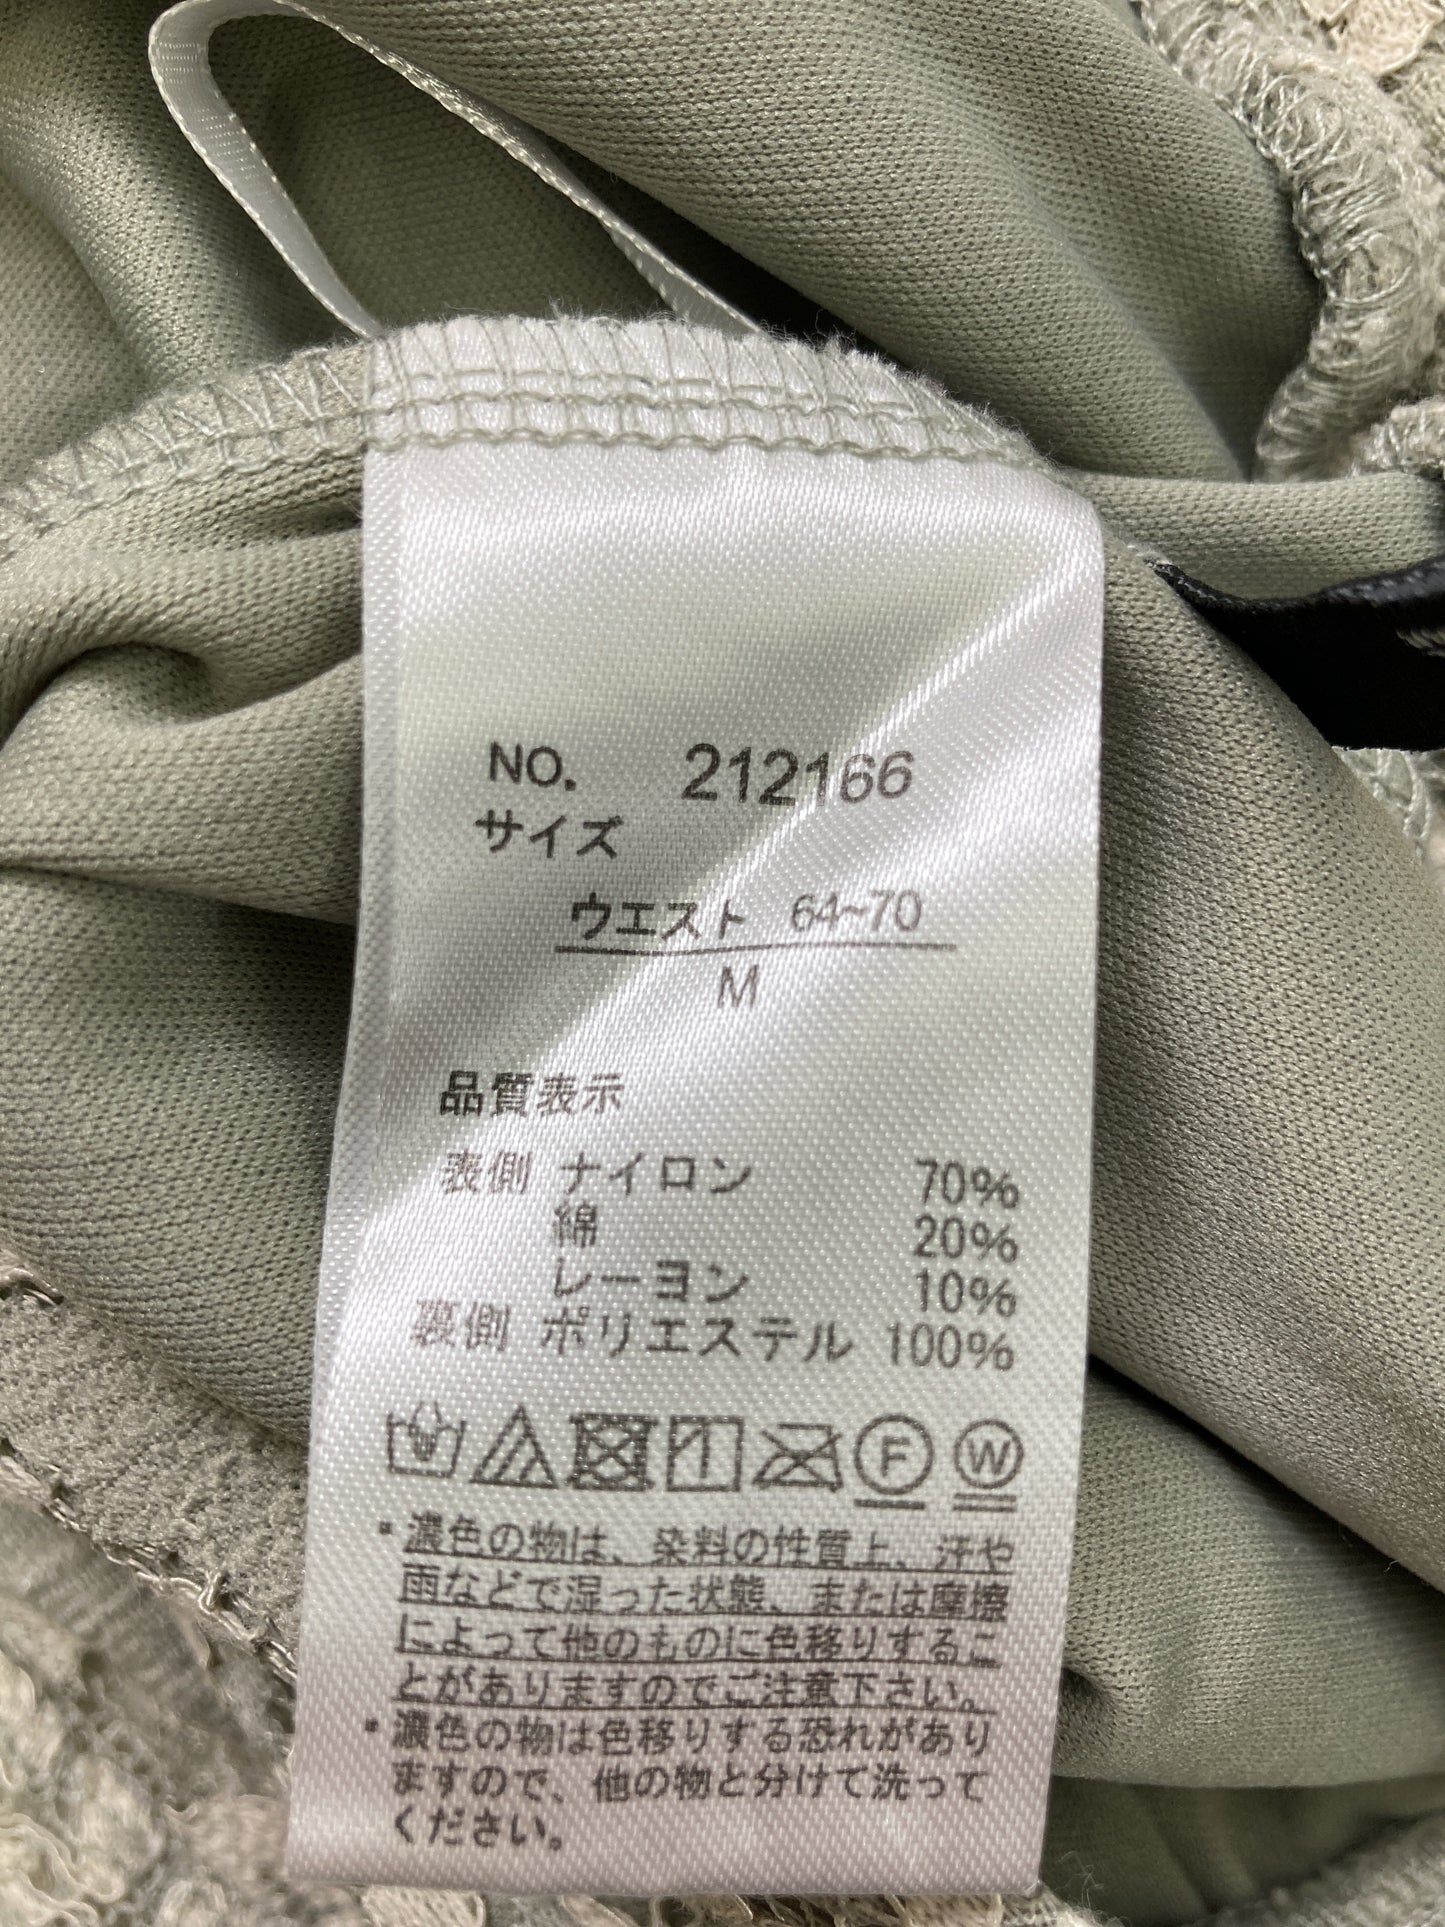 NO. 212166
サイズ
ウエスト 64~70
M
品質表示
表側 ナイロン 70%
綿 20%
レーヨン 10%
裏側 ポリエステル 100%
F W
・濃色の物は、染料の性質上、汗や
雨などで湿った状態、または摩擦
によって他のものに色移りするこ
とがありますのでご注意下さい。
・濃色の物は色移りする恐れがあり
ますので、他の物と分けて洗って
ください。